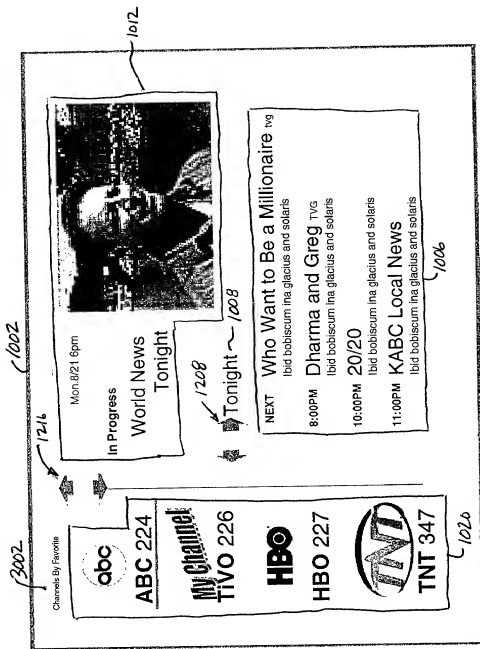 1002
3002
1216
1012
Channels By Favorite
abc
ABC 224
My Channel
TiVO 226
HBO
HBO 227
TNT
TNT 347
1020
Mon.8/21 6pm
In Progress
World News
Tonight
1208
Tonight
1008
NEXT Who Want to Be a Millionaire tvg
Ibid bobiscum ina glacius and solaris
8:00PM Dharma and Greg TVG
Ibid bobiscum ina glacius and solaris
10:00PM 20/20
Ibid bobiscum ina glacius and solaris
11:00PM KABC Local News
Ibid bobiscum ina glacius and solaris
1006